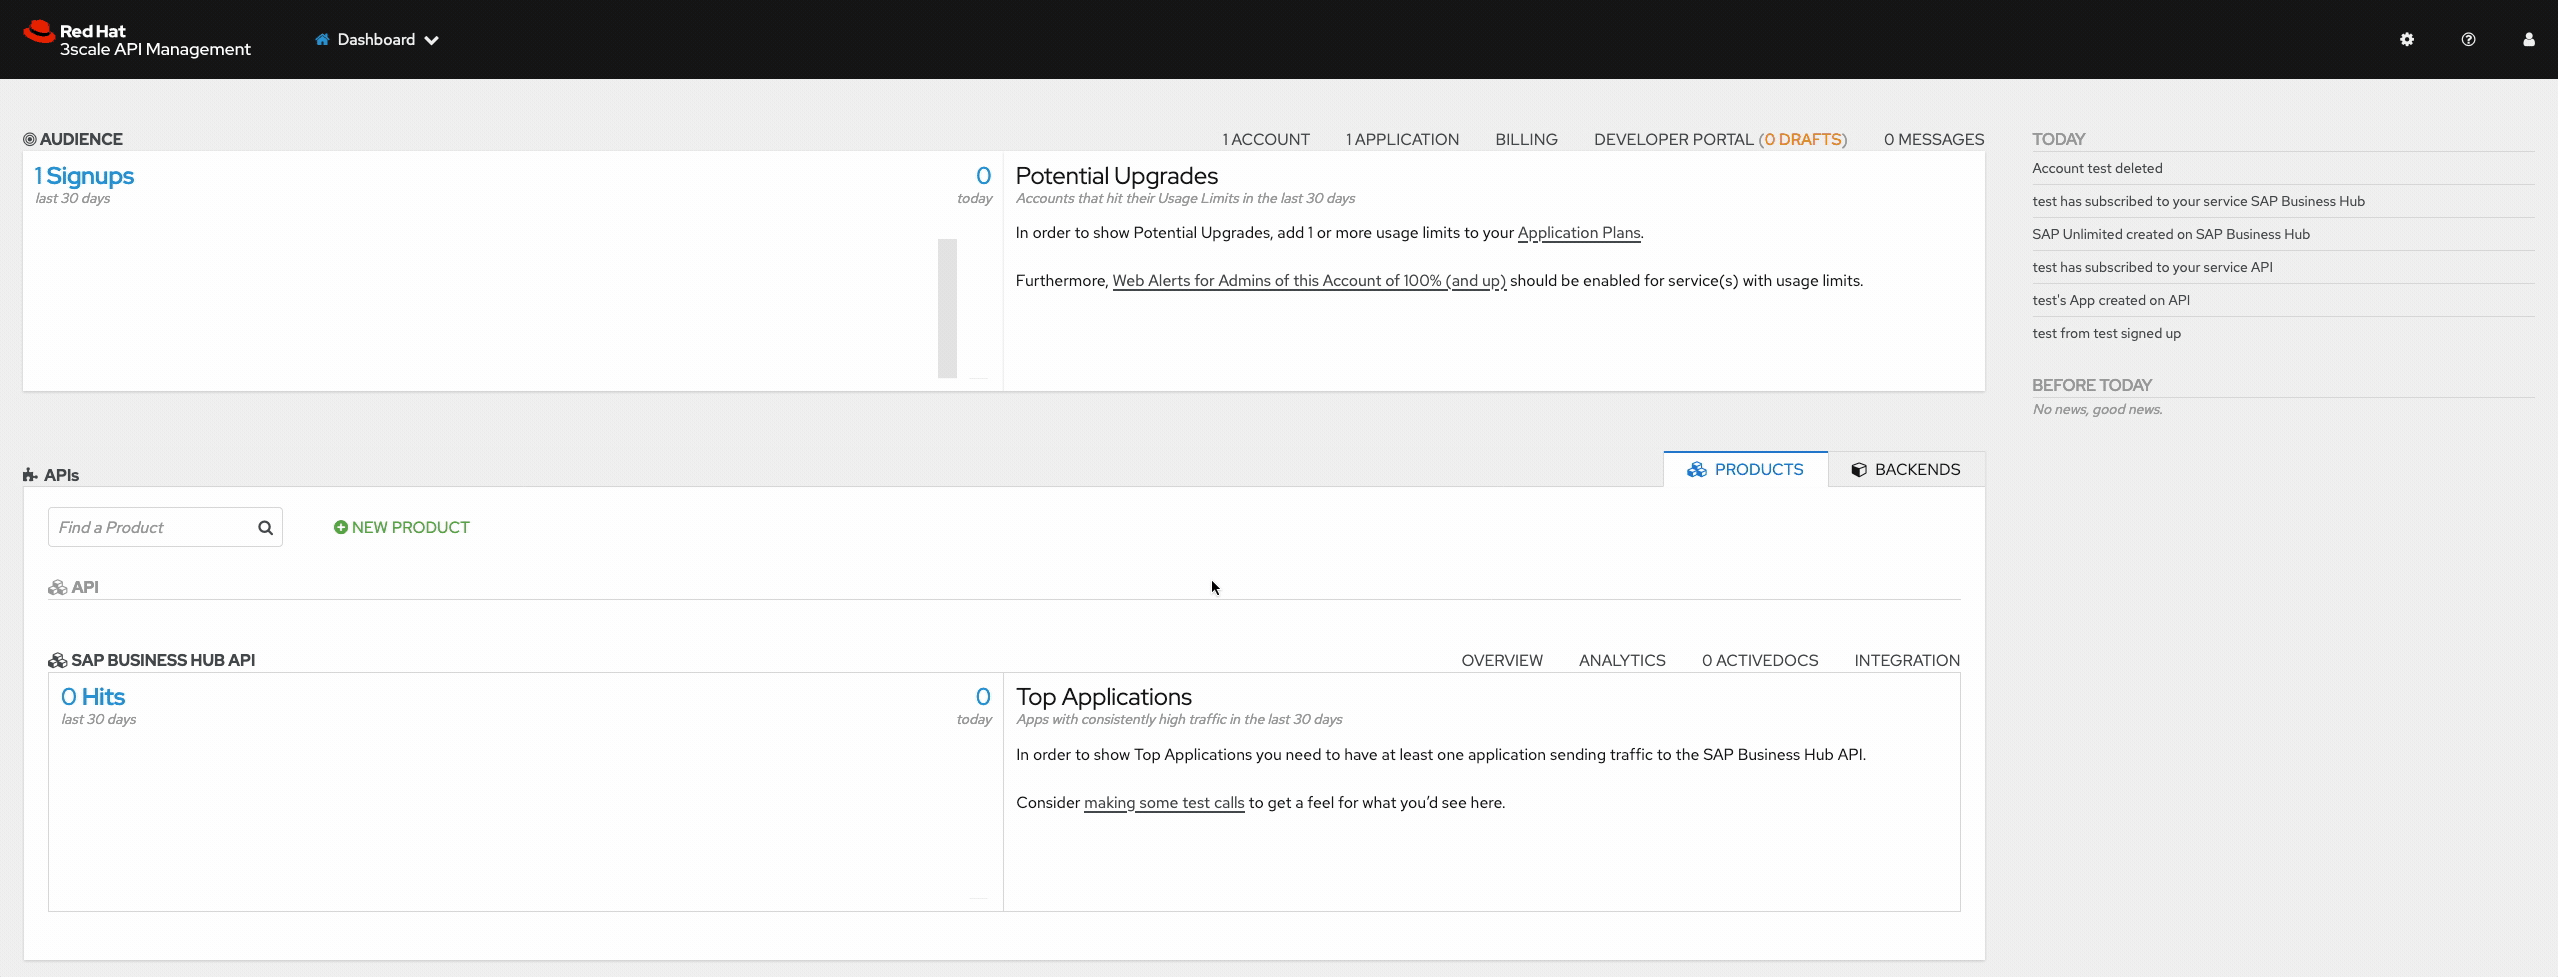 Red Hat
3scale API Management
Dashboard
AUDIENCE
1 ACCOUNT 1 APPLICATION BILLING DEVELOPER PORTAL (0 DRAFTS) 0 MESSAGES
1 Signups
last 30 days
0
today
Potential Upgrades
Accounts that hit their Usage Limits in the last 30 days
In order to show Potential Upgrades, add 1 or more usage limits to your Application Plans.
Furthermore, Web Alerts for Admins of this Account of 100% (and up) should be enabled for service(s) with usage limits.
TODAY
Account test deleted
test has subscribed to your service SAP Business Hub
SAP Unlimited created on SAP Business Hub
test has subscribed to your service API
test's App created on API
test from test signed up
BEFORE TODAY
No news, good news.
APIs
PRODUCTS BACKENDS
Find a Product
NEW PRODUCT
API
SAP BUSINESS HUB API
OVERVIEW ANALYTICS 0 ACTIVEDOCS INTEGRATION
0 Hits
last 30 days
0
today
Top Applications
Apps with consistently high traffic in the last 30 days
In order to show Top Applications you need to have at least one application sending traffic to the SAP Business Hub API.
Consider making some test calls to get a feel for what you'd see here.